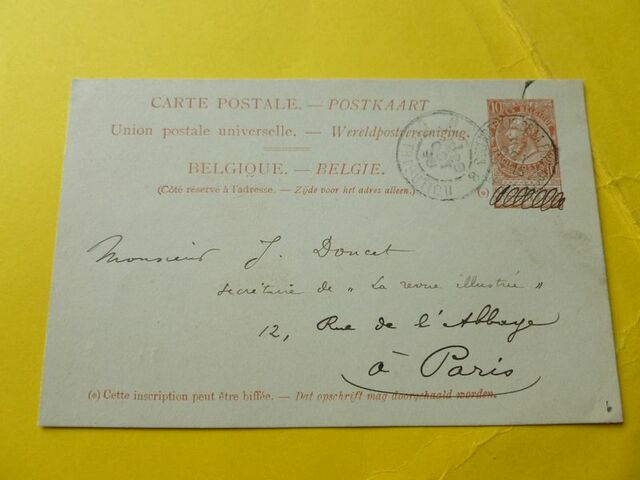 CARTE POSTALE. — POSTKAART
Union postale universelle. — Wereldpostvereeniging.
BELGIQUE. — BELGIE.
(Côté réservé à l'adresse. — Zijde voor het adres alleen.)
(*)
10
10
Monsieur J. Doucet
secrétaire de "La revue illustrée"
12, Rue de l'Abbaye
à Paris
(*) Cette inscription peut être biffée. — Dat opschrift mag doorgehaald worden.